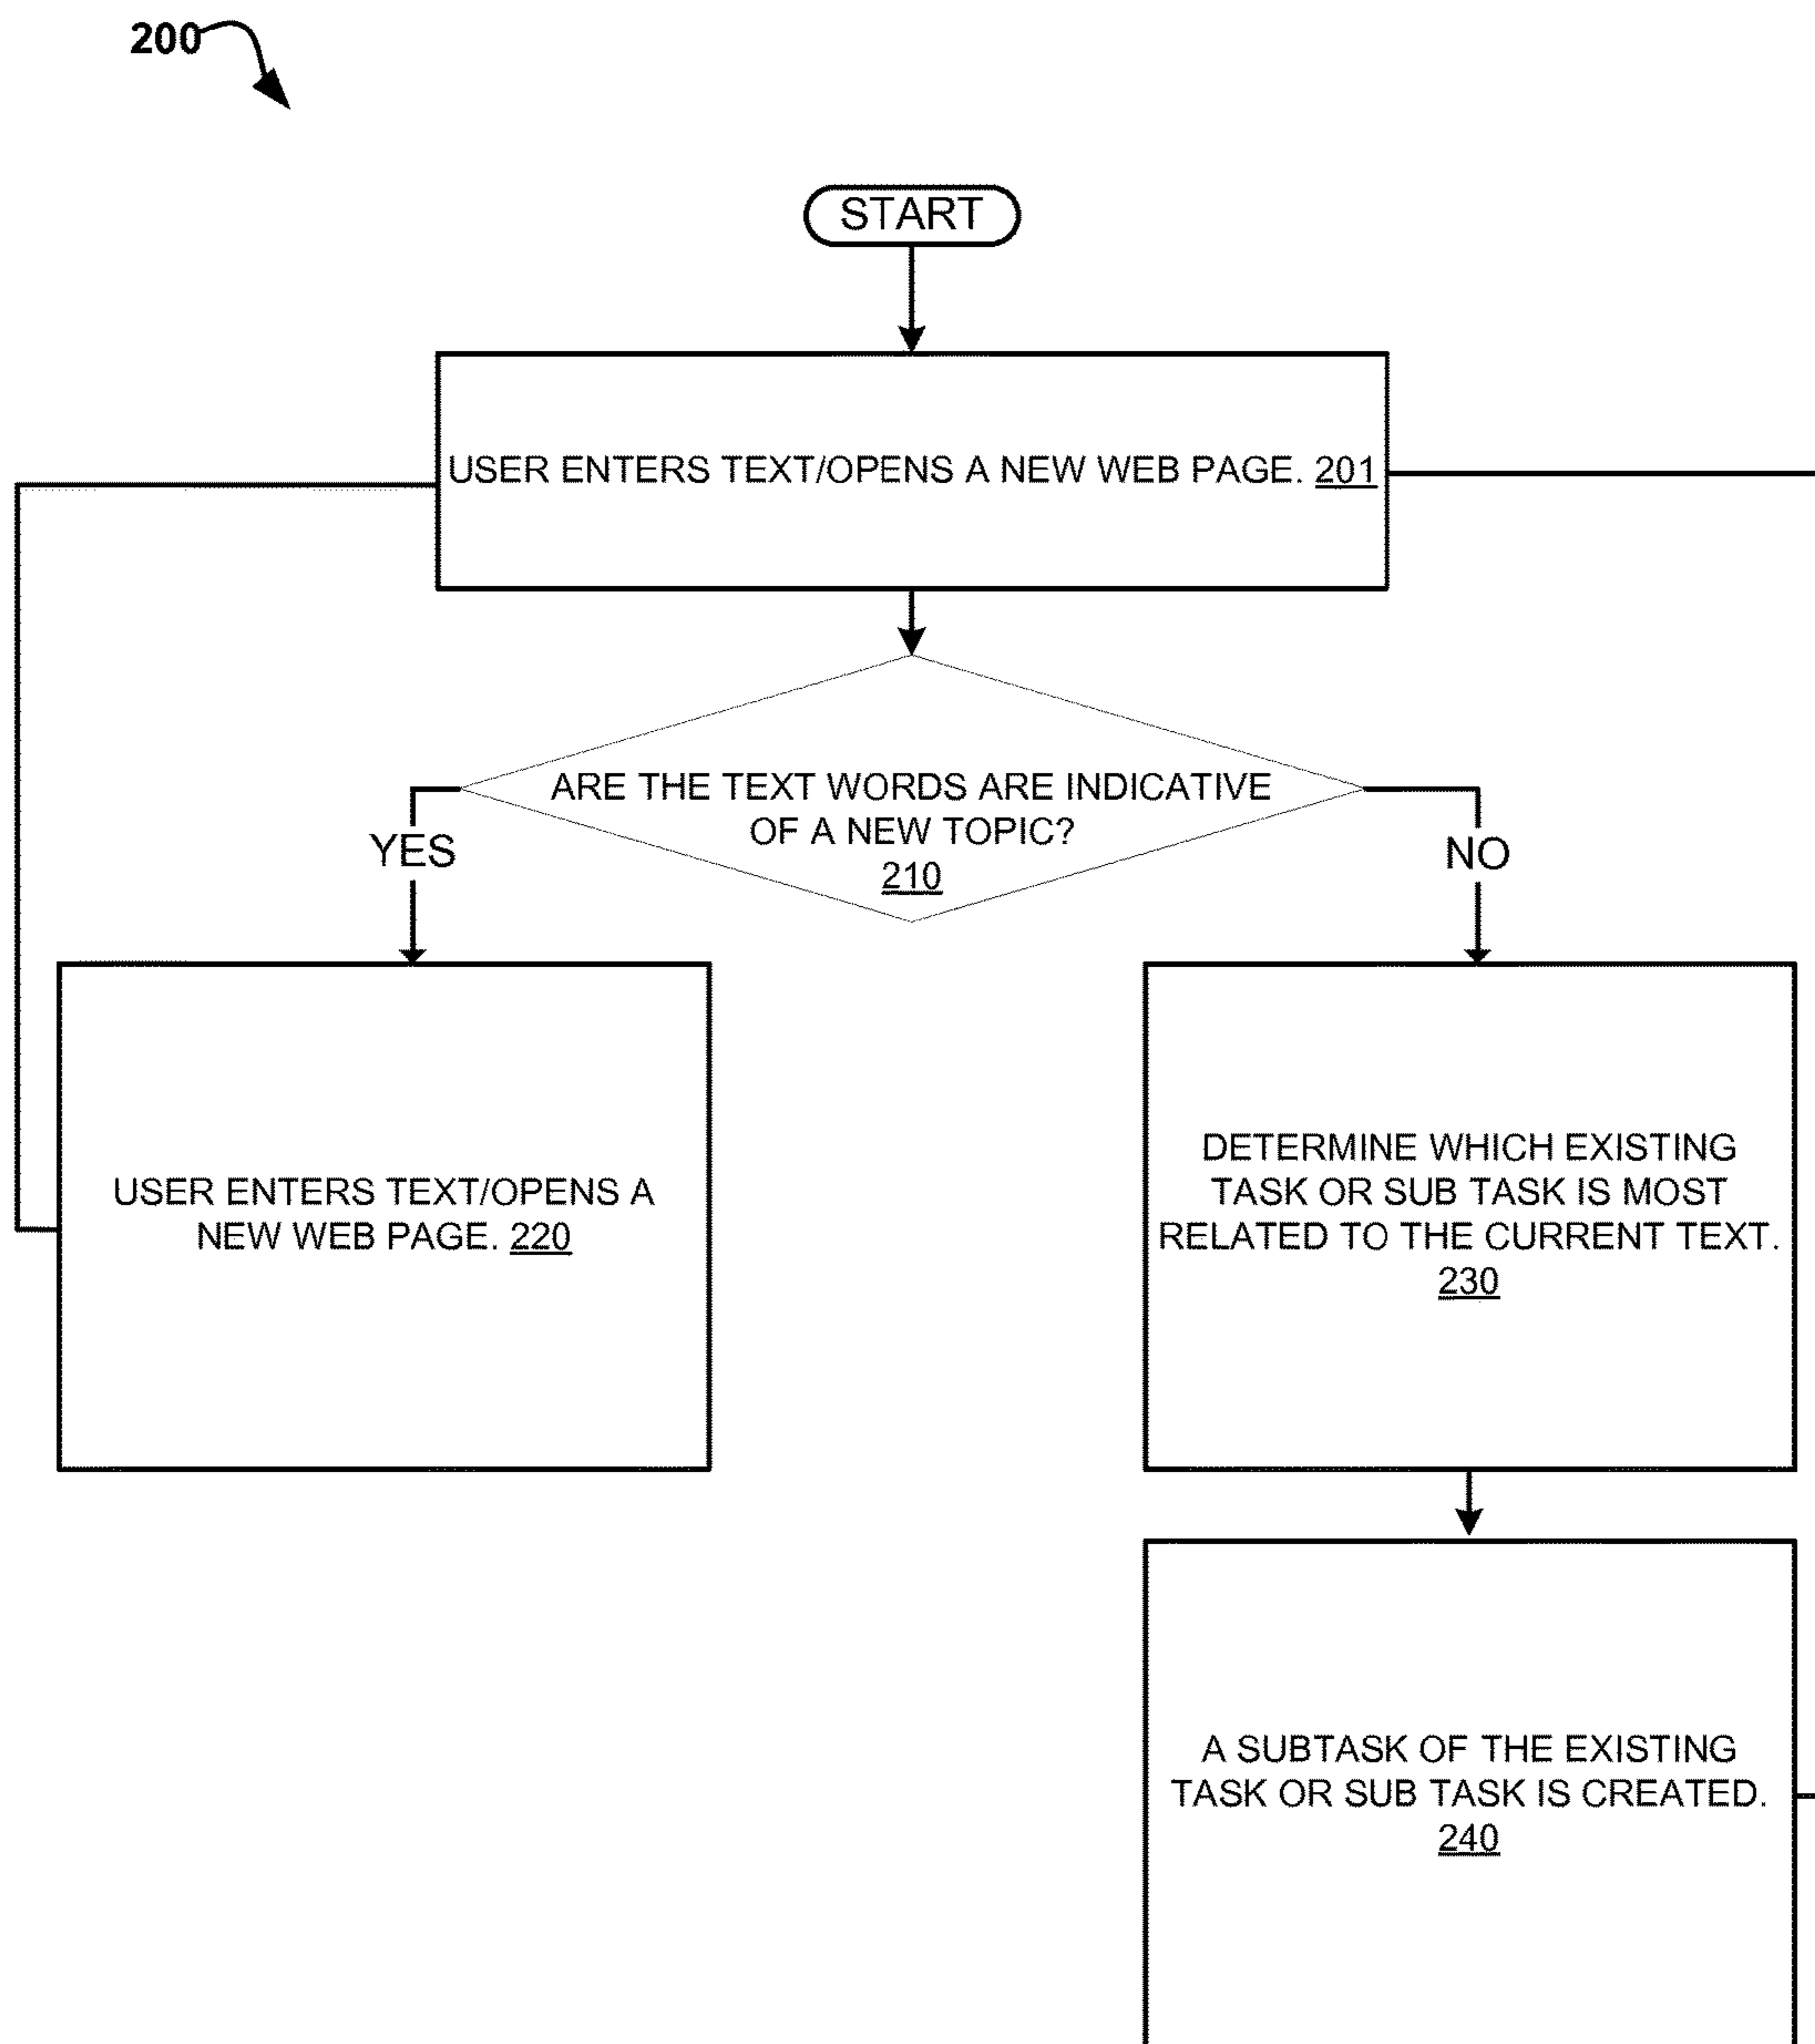 200
START
USER ENTERS TEXT/OPENS A NEW WEB PAGE. 201
ARE THE TEXT WORDS ARE INDICATIVE
OF A NEW TOPIC?
210
YES
NO
USER ENTERS TEXT/OPENS A
NEW WEB PAGE. 220
DETERMINE WHICH EXISTING
TASK OR SUB TASK IS MOST
RELATED TO THE CURRENT TEXT.
230
A SUBTASK OF THE EXISTING
TASK OR SUB TASK IS CREATED.
240